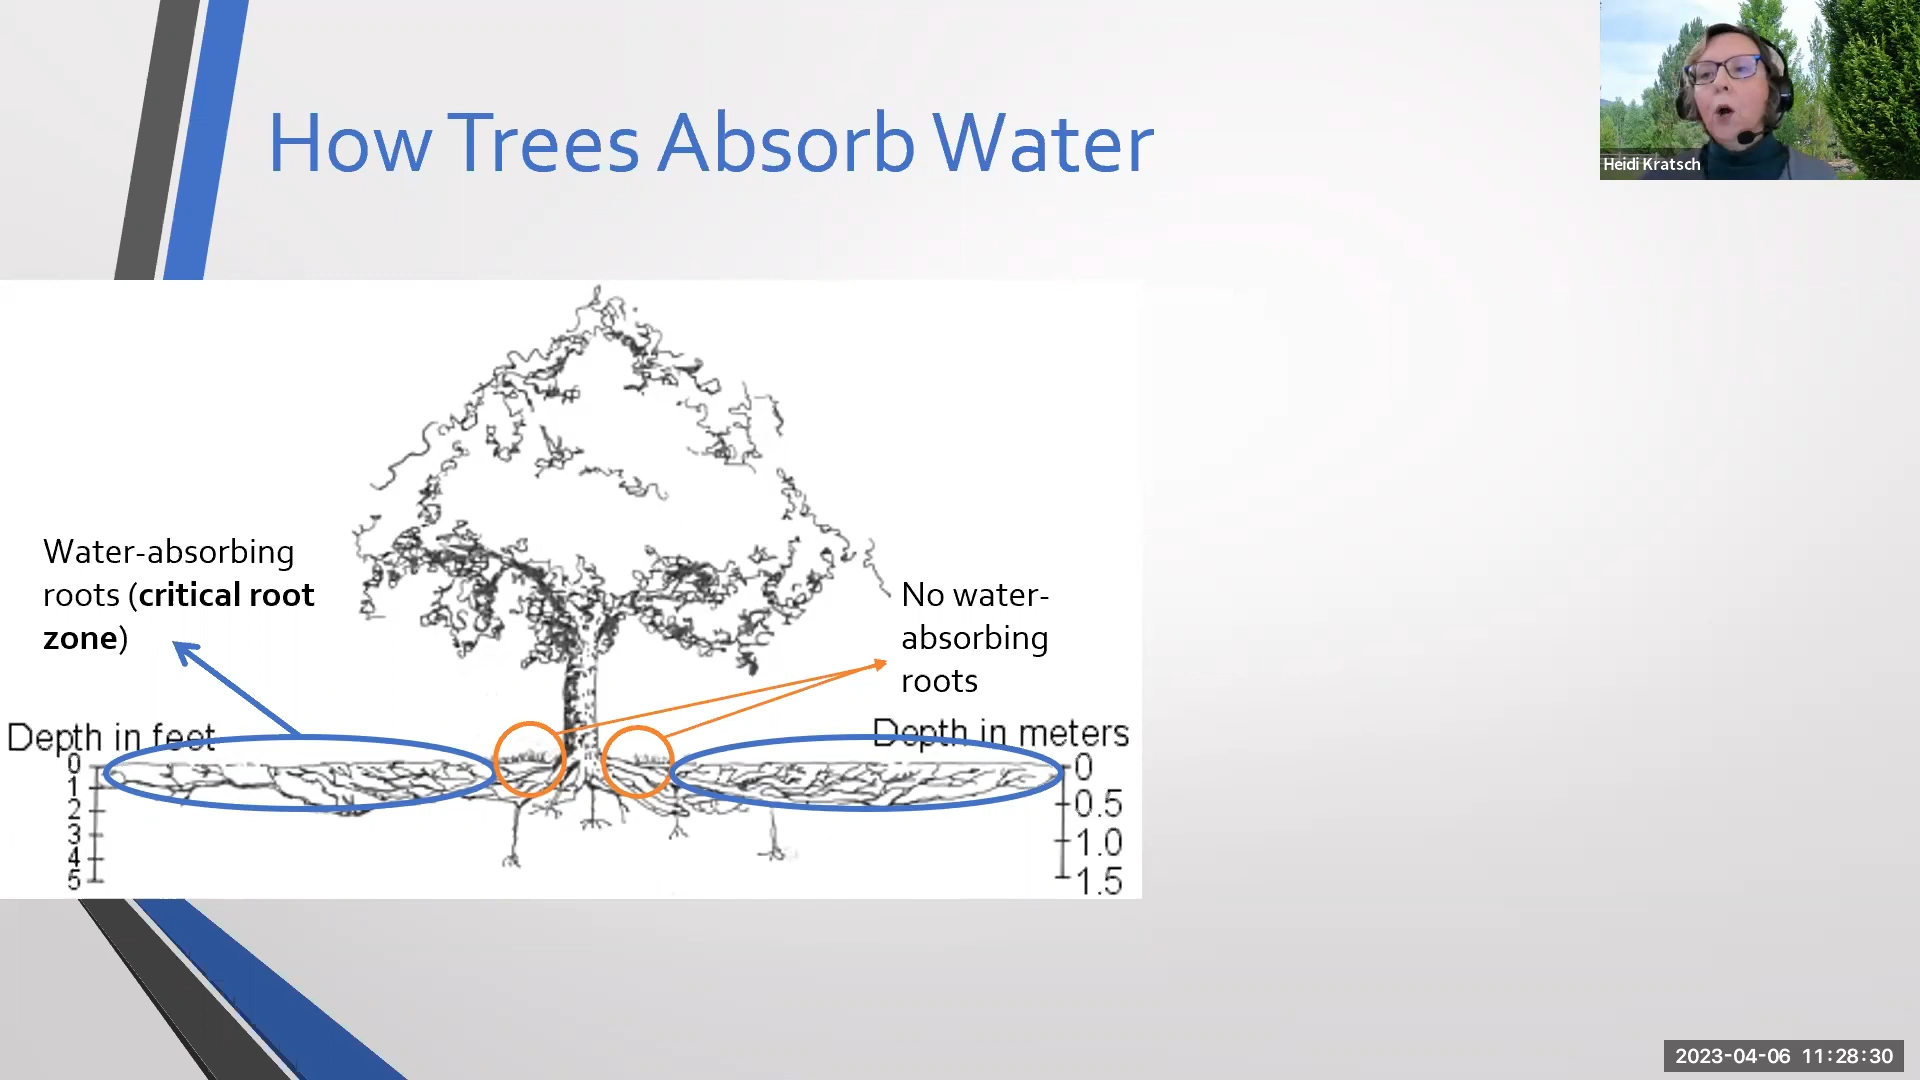 How Trees Absorb Water
Heidi Kratsch
Water-absorbing
roots (critical root
zone)
No water-
absorbing
roots
Depth in feet
0
1
2
3
4
5
Depth in meters
0
0.5
1.0
1.5
2023-04-06 11:28:30